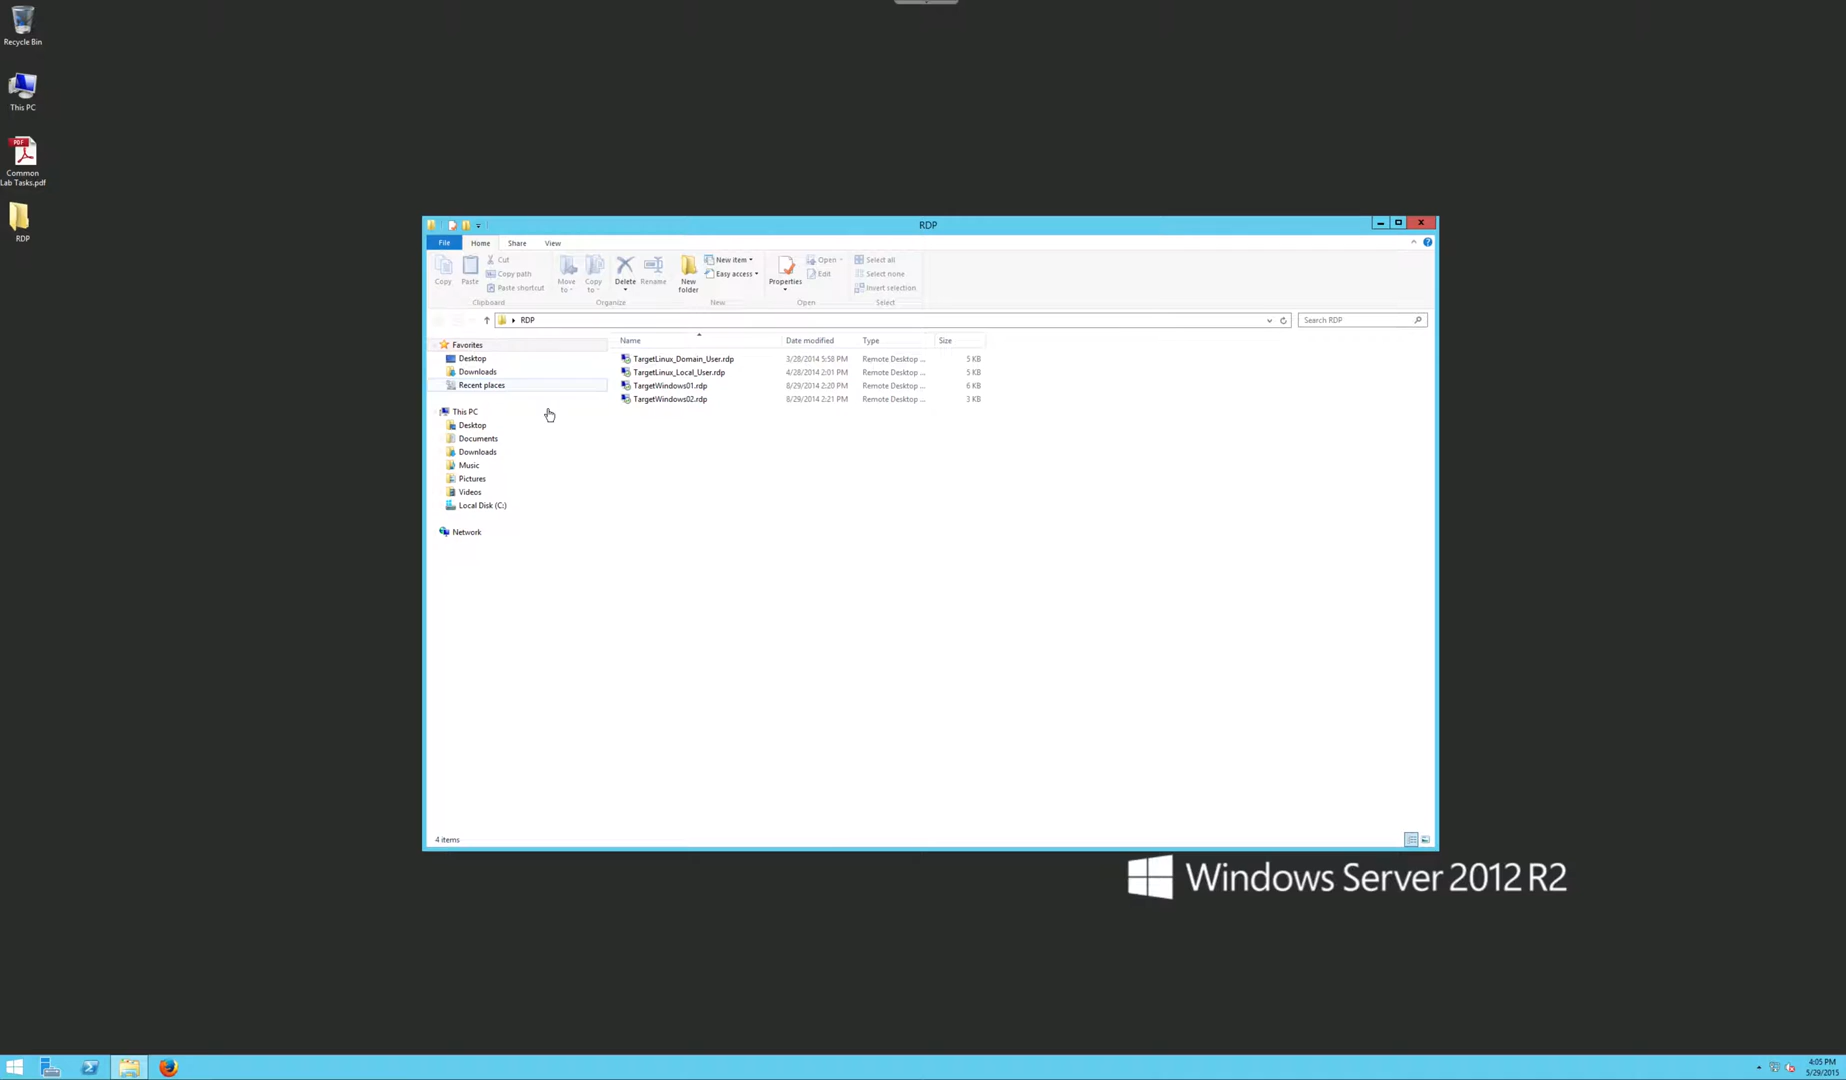 Recycle Bin
This PC
PDF
Common
Lab Tasks.pdf
RDP
RDP
File Home Share View
Copy
Paste
Cut
Copy path
Paste shortcut
Clipboard
Move
to
Copy
to
Delete
Rename
Organize
New
folder
New item
Easy access
New
Properties
Open
Edit
Open
Select all
Select none
Invert selection
Select
RDP
Search RDP
Favorites
Desktop
Downloads
Recent places
This PC
Desktop
Documents
Downloads
Music
Pictures
Videos
Local Disk (C:)
Network
Name Date modified Type Size
TargetLinux_Domain_User.rdp 3/28/2014 5:58 PM Remote Desktop ... 5 KB
TargetLinux_Local_User.rdp 4/28/2014 2:01 PM Remote Desktop ... 5 KB
TargetWindows01.rdp 8/29/2014 2:20 PM Remote Desktop ... 6 KB
TargetWindows02.rdp 8/29/2014 2:21 PM Remote Desktop ... 3 KB
4 items
Windows Server 2012 R2
4:05 PM
5/29/2015